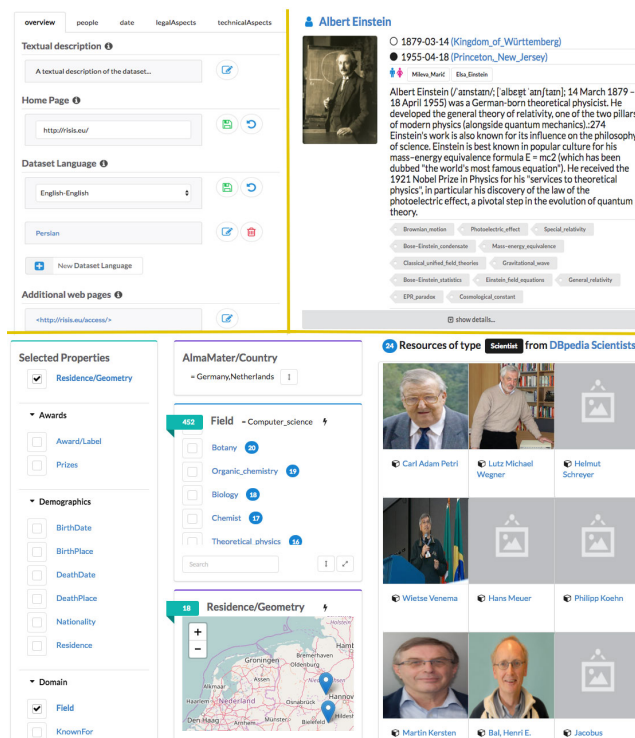 overview people date legalAspects technicalAspects
Textual description
A textual description of the dataset...
Home Page
http://risis.eu/
Dataset Language
English-English
Persian
New Dataset Language
Additional web pages
<http://risis.eu/access/>
Albert Einstein
1879-03-14 (Kingdom_of_Württemberg)
1955-04-18 (Princeton,_New_Jersey)
Mileva_Marić Elsa_Einstein
Albert Einstein (/ˈaɪnstaɪn/; [ˈalbɛɐ̯t ˈaɪnʃtaɪn]; 14 March 1879 –
18 April 1955) was a German-born theoretical physicist. He
developed the general theory of relativity, one of the two pillars
of modern physics (alongside quantum mechanics).:274
Einstein's work is also known for its influence on the philosophy
of science. Einstein is best known in popular culture for his
mass–energy equivalence formula E = mc2 (which has been
dubbed "the world's most famous equation"). He received the
1921 Nobel Prize in Physics for his "services to theoretical
physics", in particular his discovery of the law of the
photoelectric effect, a pivotal step in the evolution of quantum
theory.
Brownian_motion Photoelectric_effect Special_relativity
Bose–Einstein_condensate Mass–energy_equivalence
Classical_unified_field_theories Gravitational_wave
Bose–Einstein_statistics Einstein_field_equations General_relativity
EPR_paradox Cosmological_constant
show details...
Selected Properties
Residence/Geometry
Awards
Award/Label
Prizes
Demographics
BirthDate
BirthPlace
DeathDate
DeathPlace
Nationality
Residence
Domain
Field
KnownFor
AlmaMater/Country
= Germany,Netherlands
452 Field = Computer_science
Botany 20
Organic_chemistry 19
Biology 18
Chemist 17
Theoretical_physics 16
Search
18 Residence/Geometry
+
−
Holstein
Hamb
Bremerhaven
Groningen
Oldenburg
Assen
Alkmaar
Haarlem Nederland
Osnabrück
Hannov
Den Haag
Arnhem
Münster
Bielefeld
Hildesh
24 Resources of type Scientist from DBpedia Scientists
Carl Adam Petri
Lutz Michael
Wegner
Helmut
Schreyer
Wietse Venema
Hans Meuer
Philipp Koehn
Martin Kersten
Bal, Henri E.
Jacobus